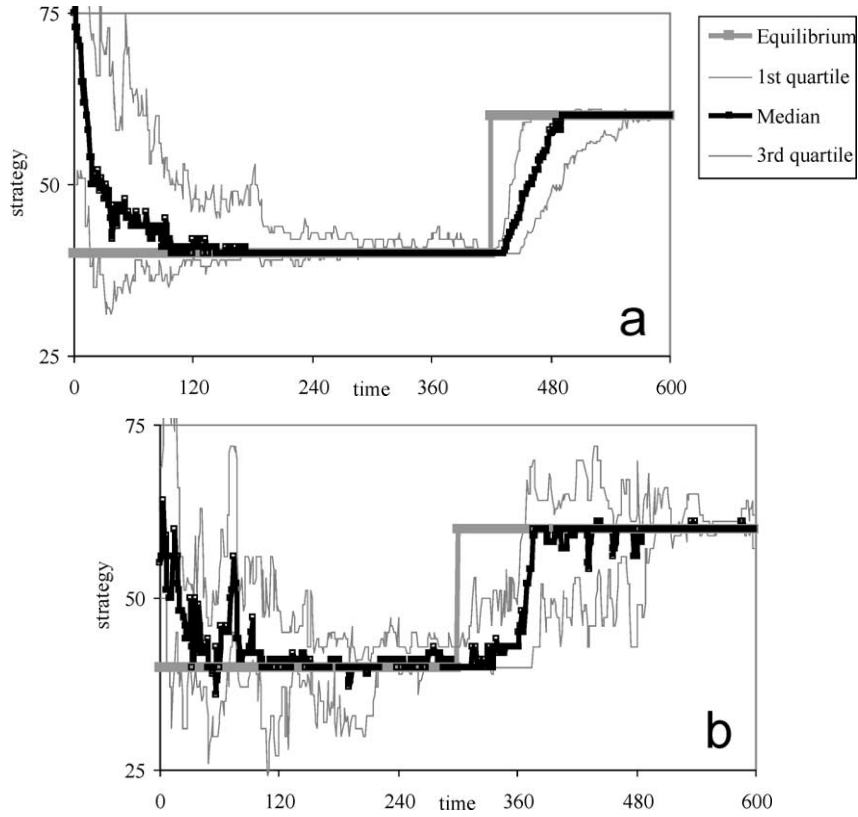 75
50
25
strategy
0
120
240
time
360
480
600
a
Equilibrium
1st quartile
Median
3rd quartile
75
50
25
strategy
0
120
240
time
360
480
600
b